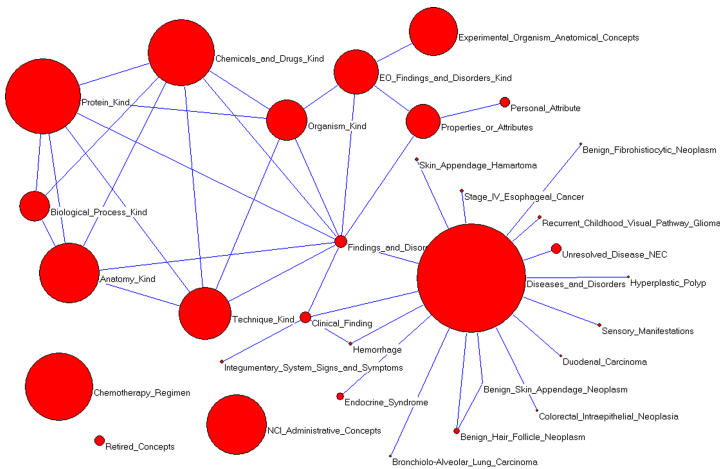 Experimental_Organism_Anatomical_Concepts
Chemicals_and_Drugs_Kind
EO_Findings_and_Disorders_Kind
Protein_Kind
Personal_Attribute
Organism_Kind
Properties_or_Attributes
Benign_Fibrohistiocytic_Neoplasm
Skin_Appendage_Hamartoma
Stage_IV_Esophageal_Cancer
Biological_Process_Kind
Recurrent_Childhood_Visual_Pathway_Glioma
Findings_and_Disor
Unresolved_Disease_NEC
Anatomy_Kind
Diseases_and_Disorders
Hyperplastic_Polyp
Technique_Kind
Clinical_Finding
Sensory_Manifestations
Hemorrhage
Duodenal_Carcinoma
Integumentary_System_Signs_and_Symptoms
Chemotherapy_Regimen
Benign_Skin_Appendage_Neoplasm
Endocrine_Syndrome
Colorectal_Intraepithelial_Neoplasia
NCI_Administrative_Concepts
Benign_Hair_Follicle_Neoplasm
Retired_Concepts
Bronchiolo-Alveolar_Lung_Carcinoma